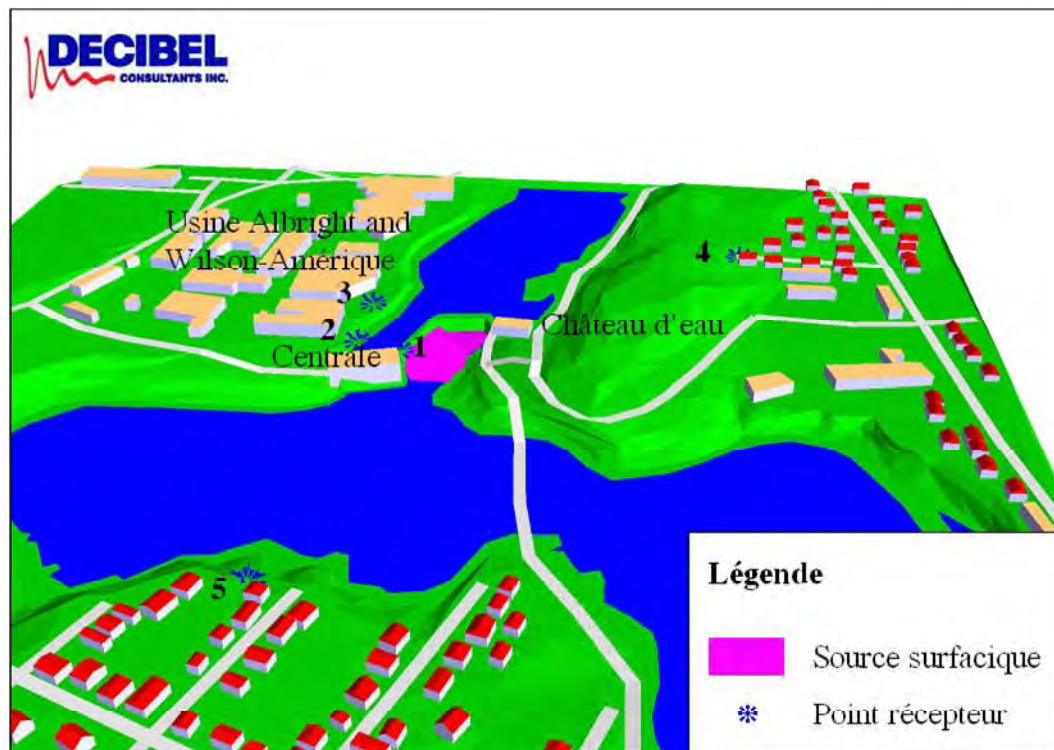 DECIBEL
CONSULTANTS INC.
Usine Albright and
Wilson-Amérique
4
3
2
Château d'eau
1
Centrale
5
Légende
Source surfacique
Point récepteur